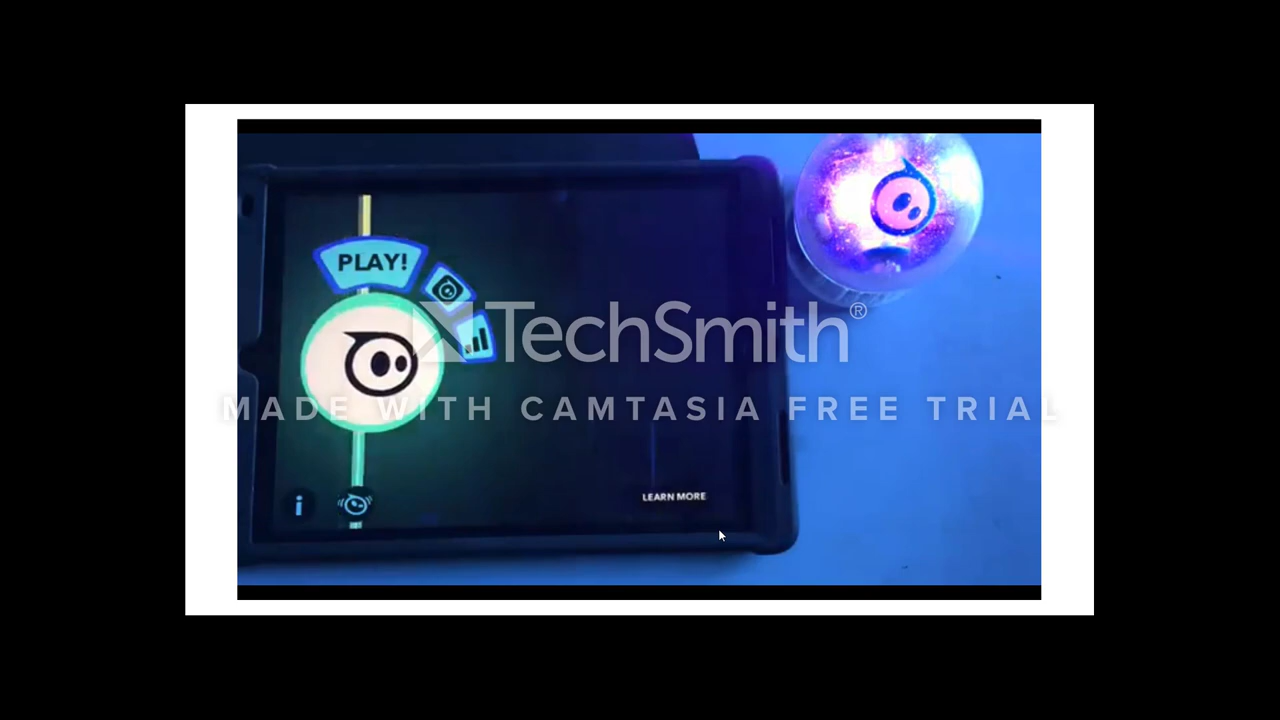 PLAY!
TechSmith®
MADE WITH CAMTASIA FREE TRIAL
i
LEARN MORE